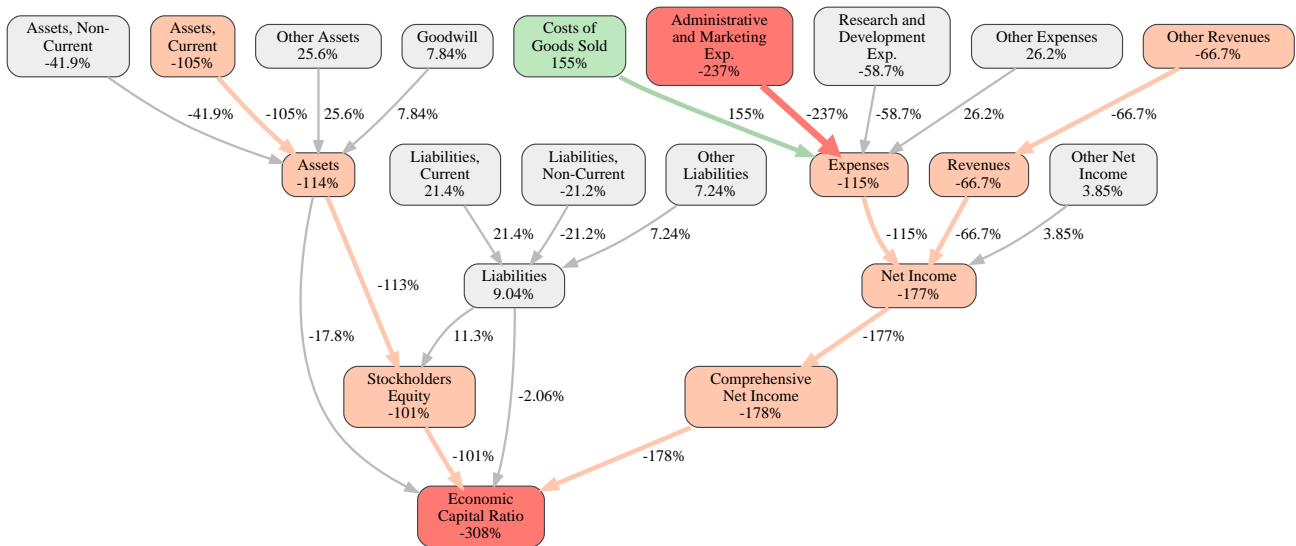 Assets, Non-
Current
-41.9%
Assets,
Current
-105%
Other Assets
25.6%
Goodwill
7.84%
Costs of
Goods Sold
155%
Administrative
and Marketing
Exp.
-237%
Research and
Development
Exp.
-58.7%
Other Expenses
26.2%
Other Revenues
-66.7%
-41.9%
-105%
25.6%
7.84%
155%
-237%
-58.7%
26.2%
-66.7%
Assets
-114%
Liabilities,
Current
21.4%
Liabilities,
Non-Current
-21.2%
Other
Liabilities
7.24%
Expenses
-115%
Revenues
-66.7%
Other Net
Income
3.85%
21.4%
-21.2%
7.24%
-115%
-66.7%
3.85%
-113%
Liabilities
9.04%
Net Income
-177%
-17.8%
11.3%
-177%
Stockholders
Equity
-101%
-2.06%
Comprehensive
Net Income
-178%
-101%
-178%
Economic
Capital Ratio
-308%